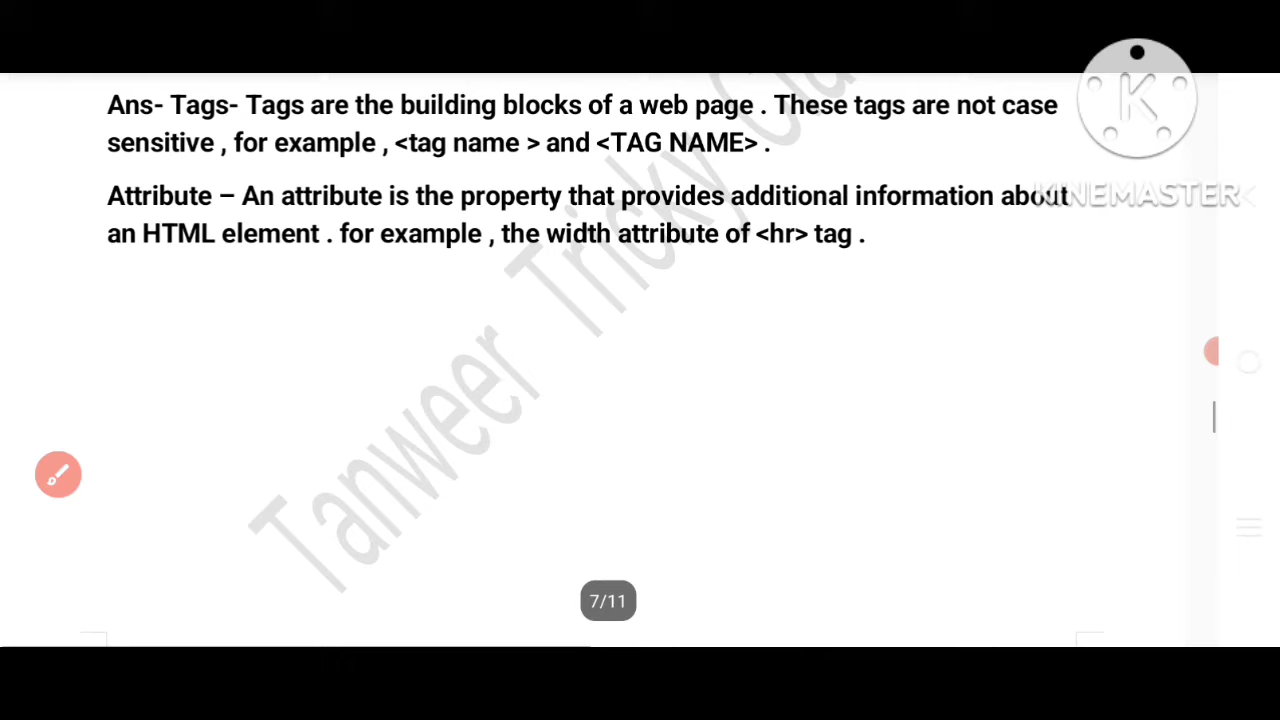 Ans- Tags- Tags are the building blocks of a web page . These tags are not case
sensitive , for example , <tag name > and <TAG NAME> .
Attribute – An attribute is the property that provides additional information about
an HTML element . for example , the width attribute of <hr> tag .
KINEMASTER
Tanweer Tricky
7/11